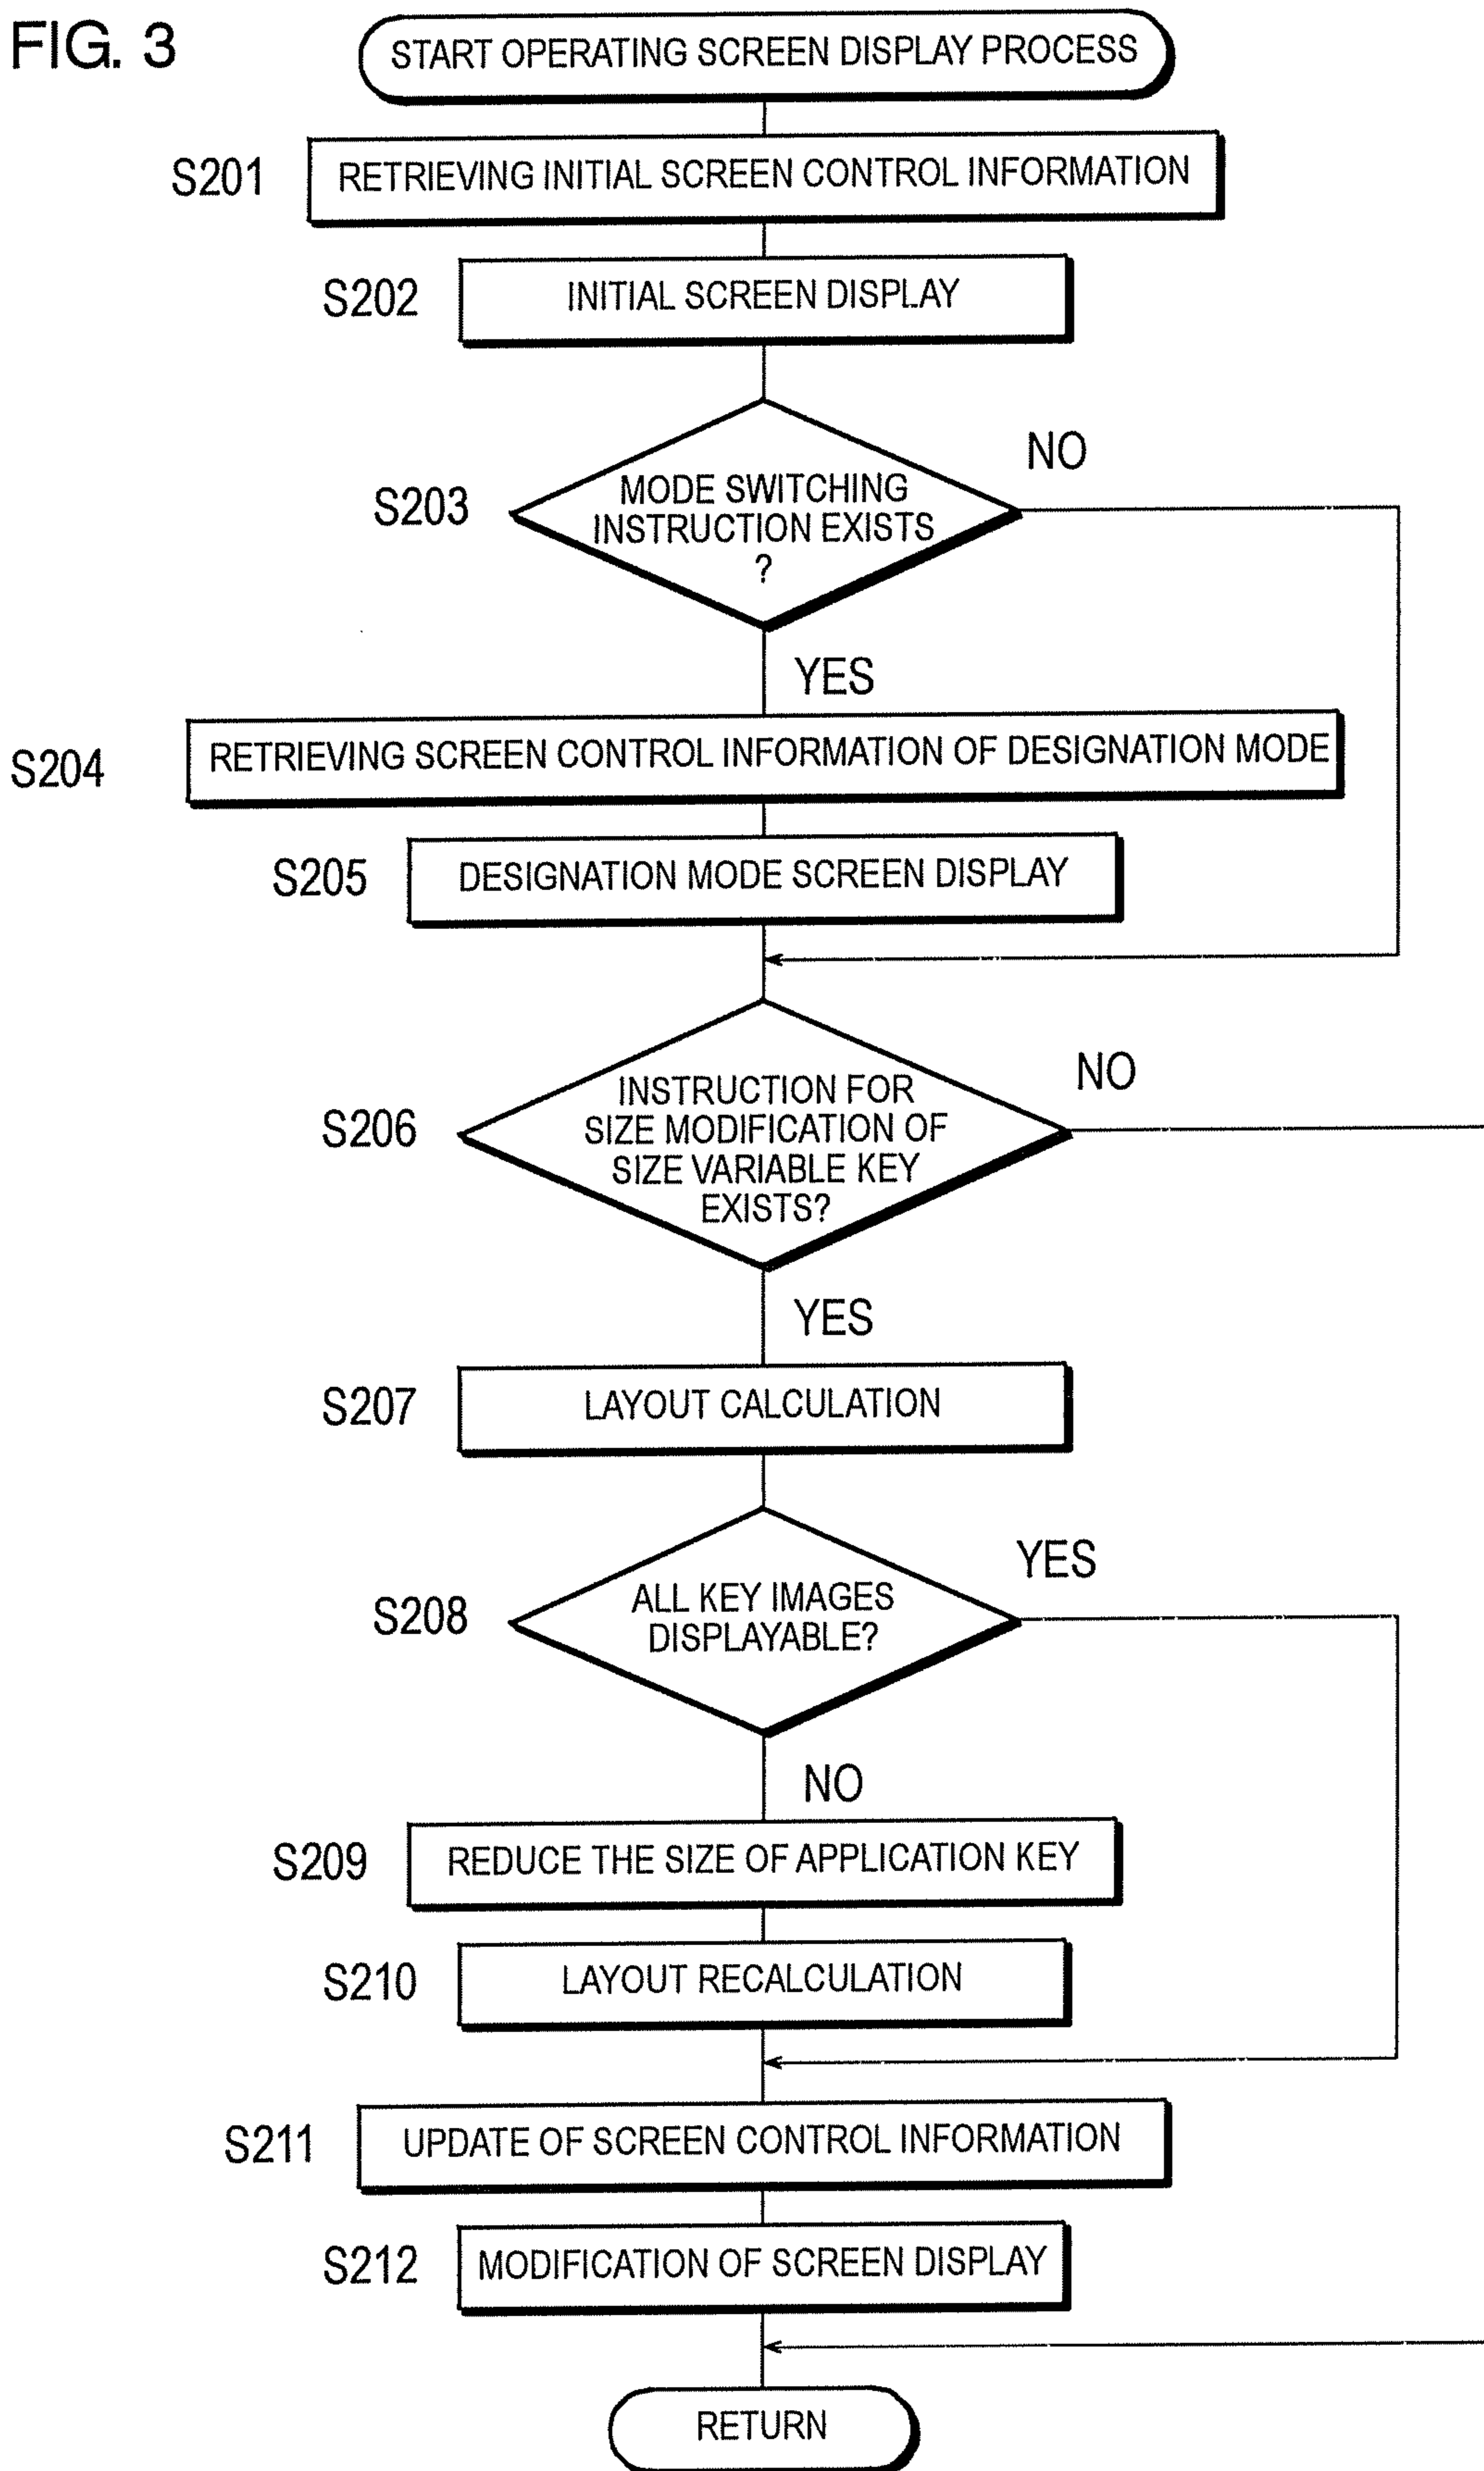 FIG. 3
START OPERATING SCREEN DISPLAY PROCESS
S201
RETRIEVING INITIAL SCREEN CONTROL INFORMATION
S202
INITIAL SCREEN DISPLAY
S203
MODE SWITCHING
INSTRUCTION EXISTS
?
NO
YES
S204
RETRIEVING SCREEN CONTROL INFORMATION OF DESIGNATION MODE
S205
DESIGNATION MODE SCREEN DISPLAY
S206
INSTRUCTION FOR
SIZE MODIFICATION OF
SIZE VARIABLE KEY
EXISTS?
NO
YES
S207
LAYOUT CALCULATION
S208
ALL KEY IMAGES
DISPLAYABLE?
YES
NO
S209
REDUCE THE SIZE OF APPLICATION KEY
S210
LAYOUT RECALCULATION
S211
UPDATE OF SCREEN CONTROL INFORMATION
S212
MODIFICATION OF SCREEN DISPLAY
RETURN